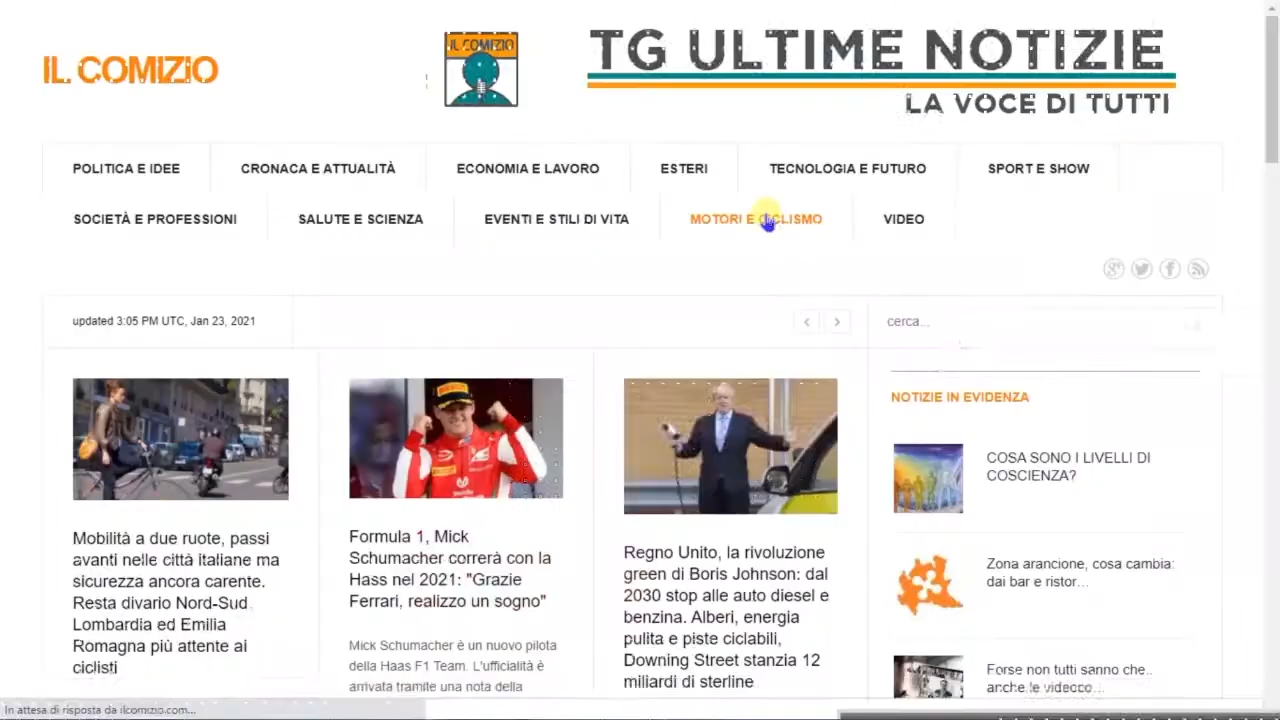 IL COMIZIO
IL COMIZIO
TG ULTIME NOTIZIE
LA VOCE DI TUTTI
POLITICA E IDEE
CRONACA E ATTUALITÀ
ECONOMIA E LAVORO
ESTERI
TECNOLOGIA E FUTURO
SPORT E SHOW
SOCIETÀ E PROFESSIONI
SALUTE E SCIENZA
EVENTI E STILI DI VITA
MOTORI E CICLISMO
VIDEO
updated 3:05 PM UTC, Jan 23, 2021
cerca...
Mobilità a due ruote, passi
avanti nelle città italiane ma
sicurezza ancora carente.
Resta divario Nord-Sud.
Lombardia ed Emilia
Romagna più attente ai
ciclisti
Formula 1, Mick
Schumacher correrà con la
Hass nel 2021: "Grazie
Ferrari, realizzo un sogno"
Mick Schumacher è un nuovo pilota
della Haas F1 Team. L'ufficialità è
arrivata tramite una nota della
Regno Unito, la rivoluzione
green di Boris Johnson: dal
2030 stop alle auto diesel e
benzina. Alberi, energia
pulita e piste ciclabili,
Downing Street stanzia 12
miliardi di sterline
NOTIZIE IN EVIDENZA
COSA SONO I LIVELLI DI
COSCIENZA?
Zona arancione, cosa cambia:
dai bar e ristor...
Forse non tutti sanno che..
anche le videoco...
In attesa di risposta da ilcomizio.com...